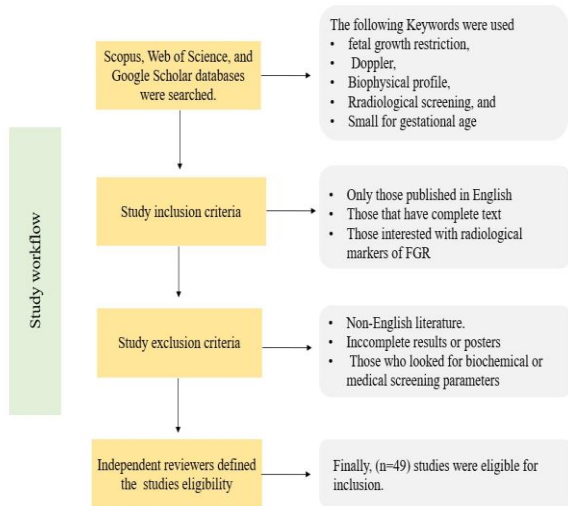 Study workflow
Scopus, Web of Science, and
Google Scholar databases
were searched.
The following Keywords were used
• fetal growth restriction,
• Doppler,
• Biophysical profile,
• Rradiological screening, and
• Small for gestational age
Study inclusion criteria
• Only those published in English
• Those that have complete text
• Those interested with radiological
markers of FGR
Study exclusion criteria
• Non-English literature.
• Inccomplete results or posters
• Those who looked for biochemical or
medical screening parameters
Independent reviewers defined
the studies eligibility
Finally, (n=49) studies were eligible for
inclusion.